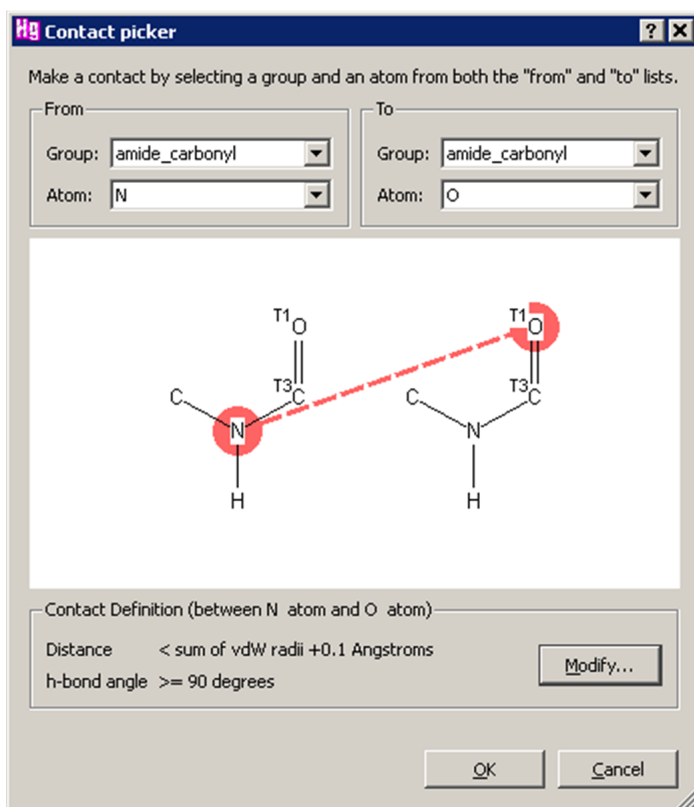 Hg Contact picker
Make a contact by selecting a group and an atom from both the "from" and "to" lists.
From
Group: amide_carbonyl
Atom: N
To
Group: amide_carbonyl
Atom: O
T1 O
T3 C
C
N
H
T1 O
T3 C
C
N
H
Contact Definition (between N atom and O atom)
Distance < sum of vdW radii +0.1 Angstroms
h-bond angle >= 90 degrees
Modify...
OK Cancel